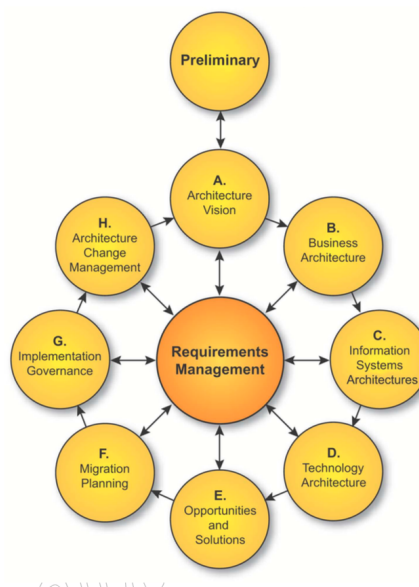 Preliminary
A.
Architecture
Vision
H.
Architecture
Change
Management
B.
Business
Architecture
G.
Implementation
Governance
Requirements
Management
C.
Information
Systems
Architectures
F.
Migration
Planning
D.
Technology
Architecture
E.
Opportunities
and
Solutions